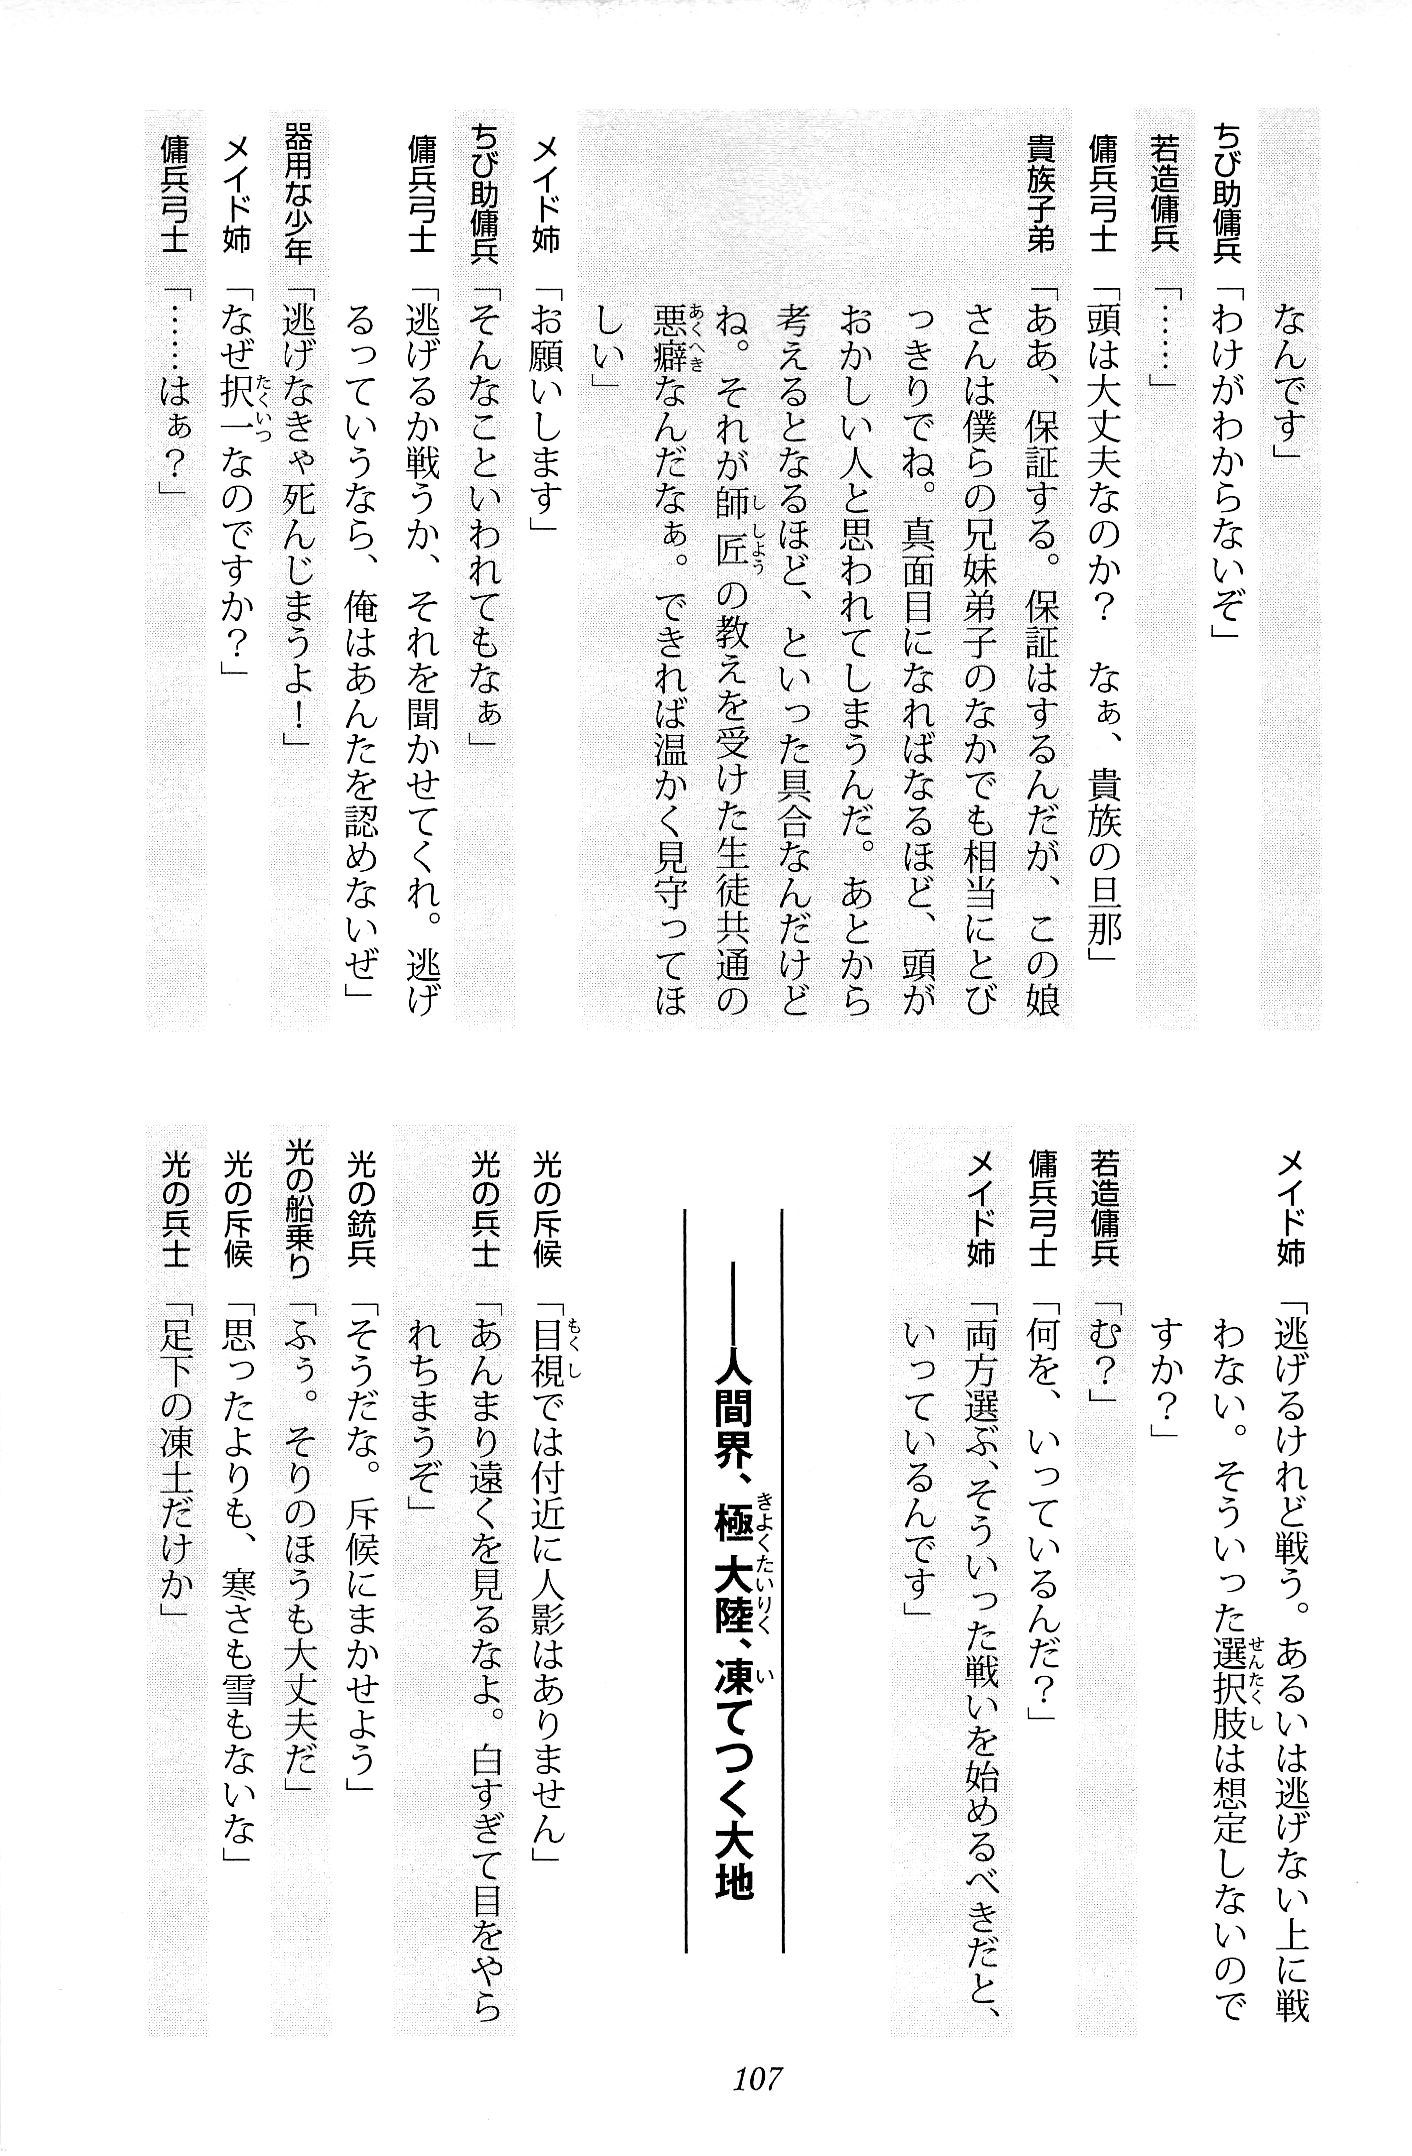 なんです」
ちび助傭兵「わけがわからないぞ」
若造傭兵「……」
傭兵弓士「頭は大丈夫なのか？　なぁ、貴族の旦那」
貴族子弟「ああ、保証する。保証はするんだが、この娘
さんは僕らの兄妹弟子のなかでも相当にとび
っきりでね。真面目になればなるほど、頭が
おかしい人と思われてしまうんだ。あとから
考えるとなるほど、といった具合なんだけど
ね。それが師匠の教えを受けた生徒共通の
悪癖なんだなぁ。できれば温かく見守ってほ
しい」
メイド姉「お願いします」
ちび助傭兵「そんなこといわれてもなぁ」
傭兵弓士「逃げるか戦うか、それを聞かせてくれ。逃げ
るっていうなら、俺はあんたを認めないぜ」
器用な少年「逃げなきゃ死んじまうよ！」
メイド姉「なぜ択一なのですか？」
傭兵弓士「……はぁ？」
メイド姉「逃げるけれど戦う。あるいは逃げない上に戦
わない。そういった選択肢は想定しないので
すか？」
若造傭兵「む？」
傭兵弓士「何を、いっているんだ？」
メイド姉「両方選ぶ、そういった戦いを始めるべきだと、
いっているんです」
――人間界、極大陸、凍てつく大地
光の斥候「目視では付近に人影はありません」
光の兵士「あんまり遠くを見るなよ。白すぎて目をやら
れちまうぞ」
光の銃兵「そうだな。斥候にまかせよう」
光の船乗り「ふぅ。そりのほうも大丈夫だ」
光の斥候「思ったよりも、寒さも雪もないな」
光の兵士「足下の凍土だけか」
107